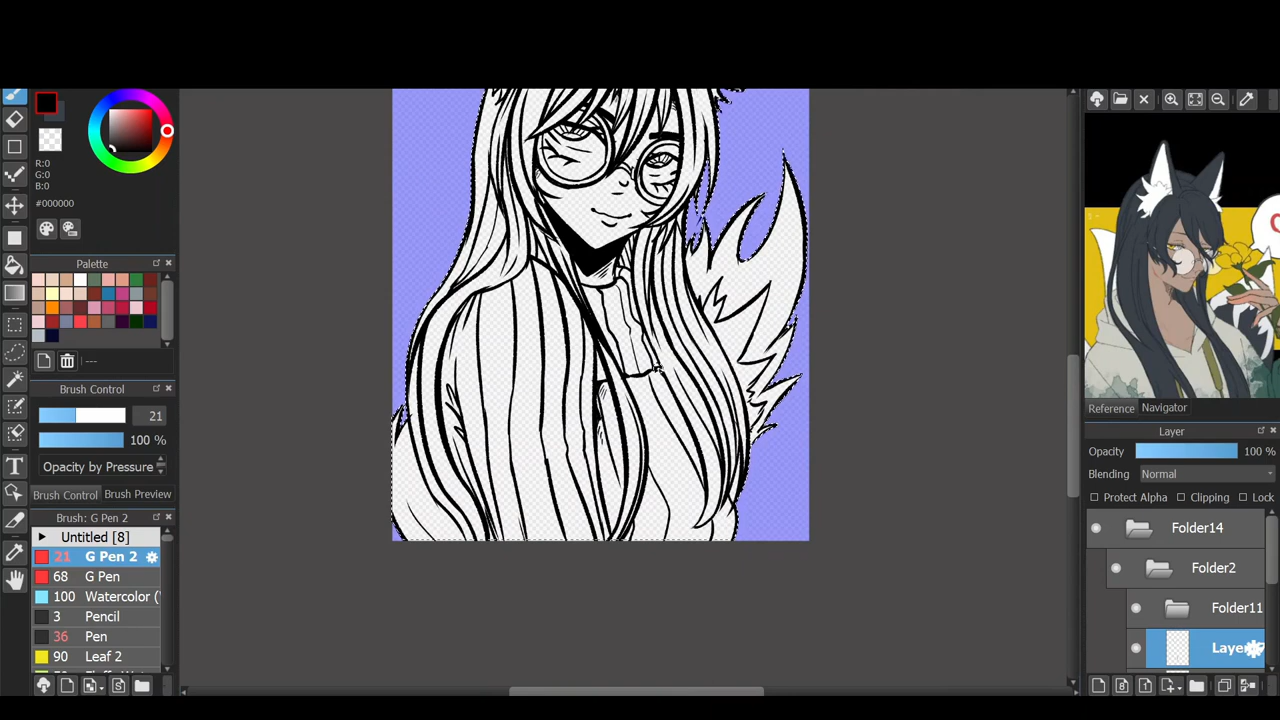 R:0
G:0
B:0
#000000
Palette
---
Brush Control
21
100 %
Opacity by Pressure
Brush Control Brush Preview
Brush: G Pen 2
Untitled [8]
21 G Pen 2
68 G Pen
100 Watercolor (
3 Pencil
36 Pen
90 Leaf 2
Reference Navigator
Layer
Opacity 100 %
Blending Normal
Protect Alpha Clipping Lock
Folder14
Folder2
Folder11